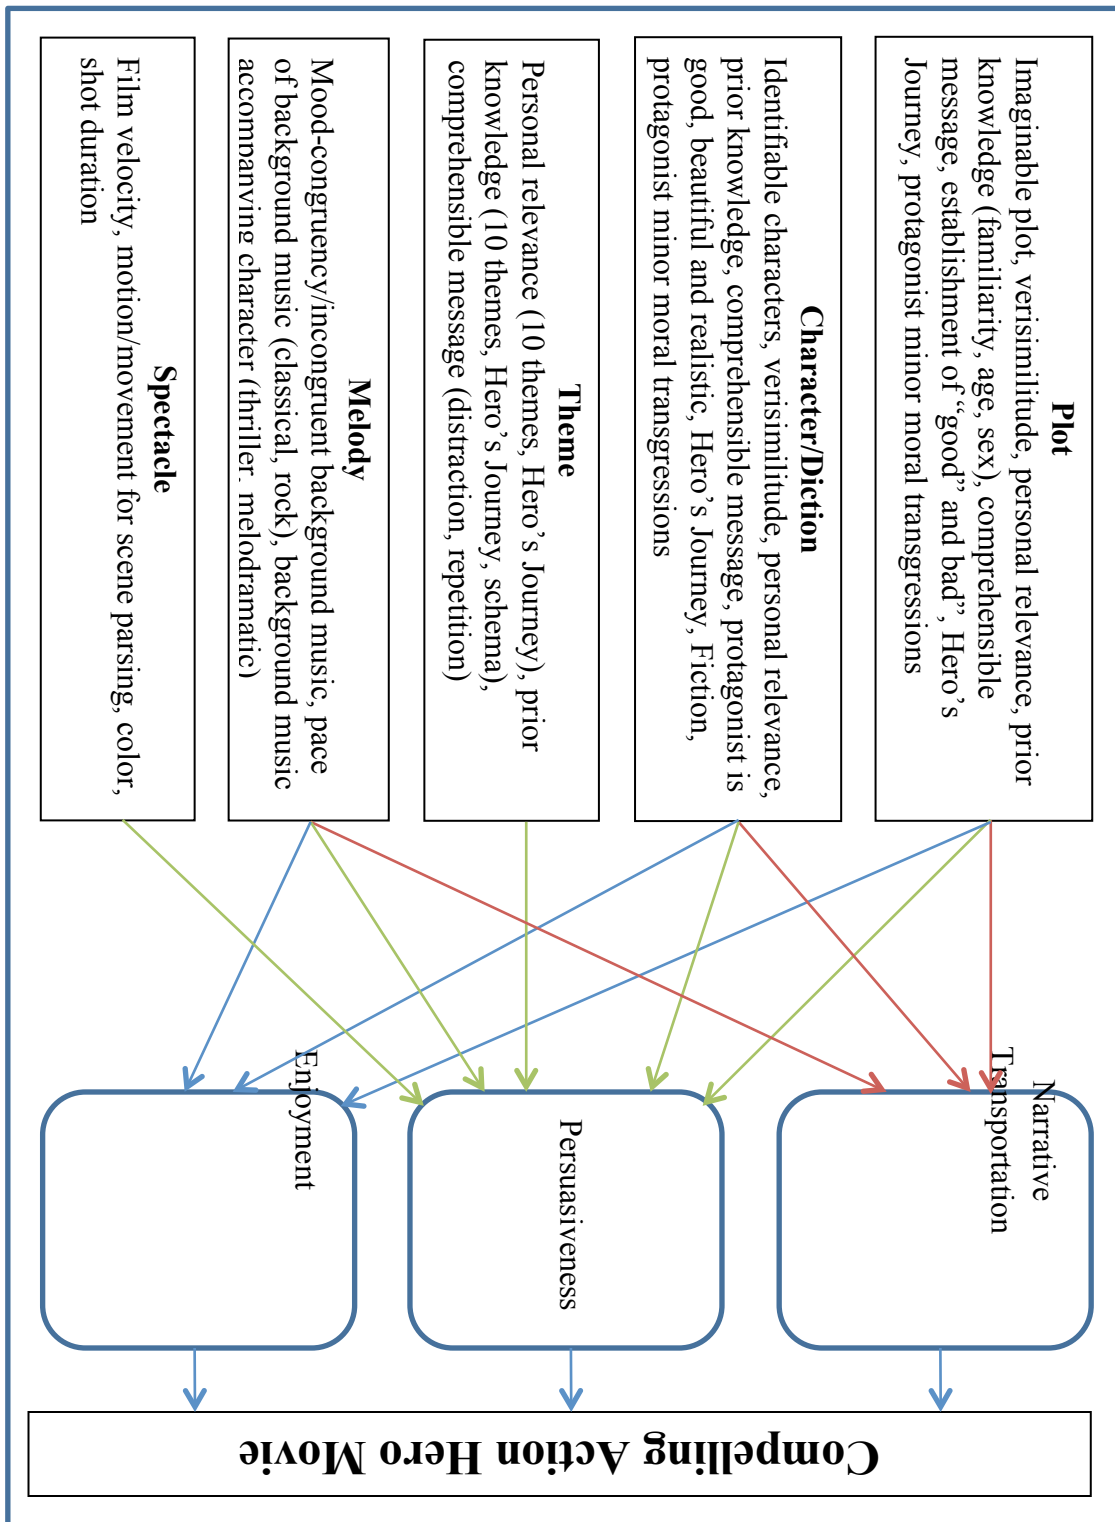 Plot
Imaginable plot, verisimilitude, personal relevance, prior
knowledge (familiarity, age, sex), comprehensible
message, establishment of “good” and bad”, Hero’s
Journey, protagonist minor moral transgressions
Character/Diction
Identifiable characters, verisimilitude, personal relevance,
prior knowledge, comprehensible message, protagonist is
good, beautiful and realistic, Hero’s Journey, Fiction,
protagonist minor moral transgressions
Theme
Personal relevance (10 themes, Hero’s Journey), prior
knowledge (10 themes, Hero’s Journey, schema),
comprehensible message (distraction, repetition)
Melody
Mood-congruency/incongruent background music, pace
of background music (classical, rock), background music
accompanying character (thriller, melodramatic)
Spectacle
Film velocity, motion/movement for scene parsing, color,
shot duration
Narrative
Transportation
Persuasiveness
Enjoyment
Compelling Action Hero Movie